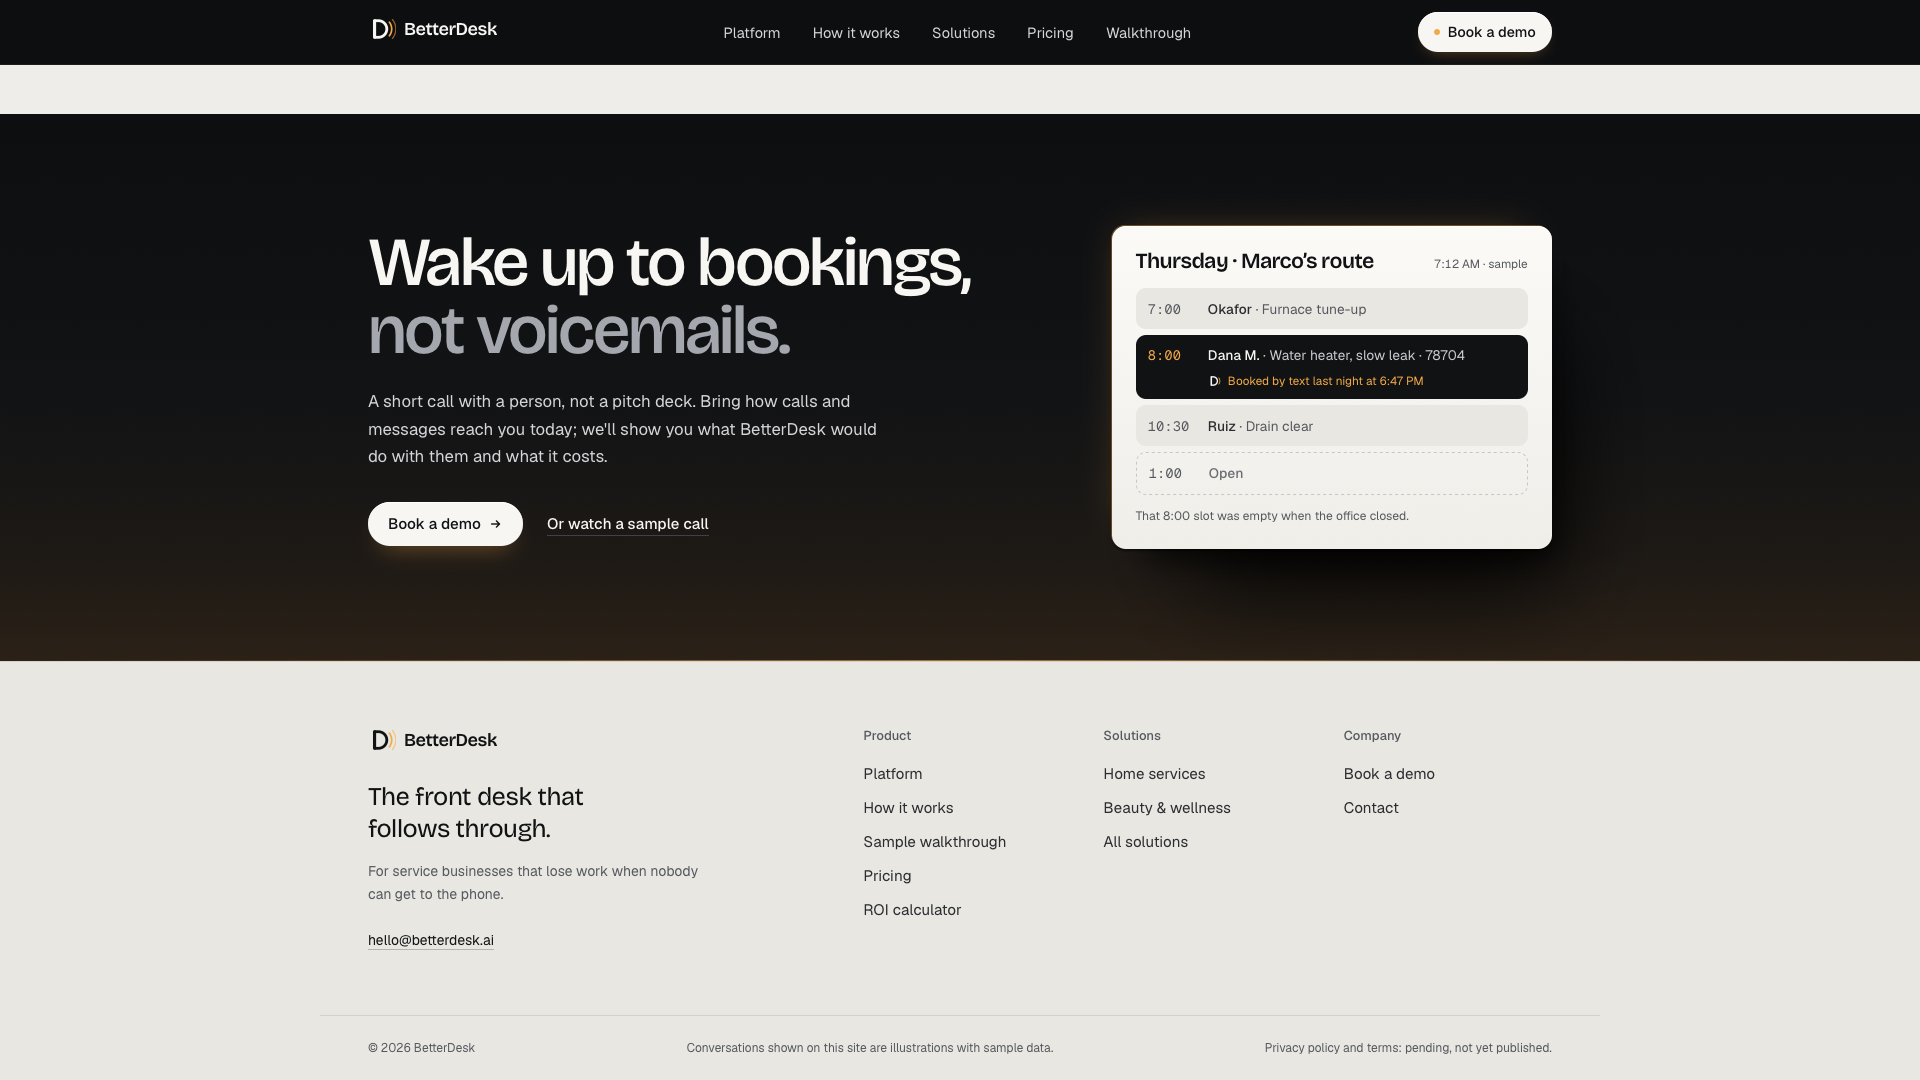 BetterDesk
Platform
How it works
Solutions
Pricing
Walkthrough
Book a demo
Wake up to bookings,
not voicemails.
A short call with a person, not a pitch deck. Bring how calls and
messages reach you today; we'll show you what BetterDesk would
do with them and what it costs.
Book a demo →
Or watch a sample call
Thursday · Marco’s route
7:12 AM · sample
7:00 Okafor · Furnace tune-up
8:00 Dana M. · Water heater, slow leak · 78704
Booked by text last night at 6:47 PM
10:30 Ruiz · Drain clear
1:00 Open
That 8:00 slot was empty when the office closed.
BetterDesk
The front desk that
follows through.
For service businesses that lose work when nobody
can get to the phone.
hello@betterdesk.ai
Product
Platform
How it works
Sample walkthrough
Pricing
ROI calculator
Solutions
Home services
Beauty & wellness
All solutions
Company
Book a demo
Contact
© 2026 BetterDesk
Conversations shown on this site are illustrations with sample data.
Privacy policy and terms: pending, not yet published.